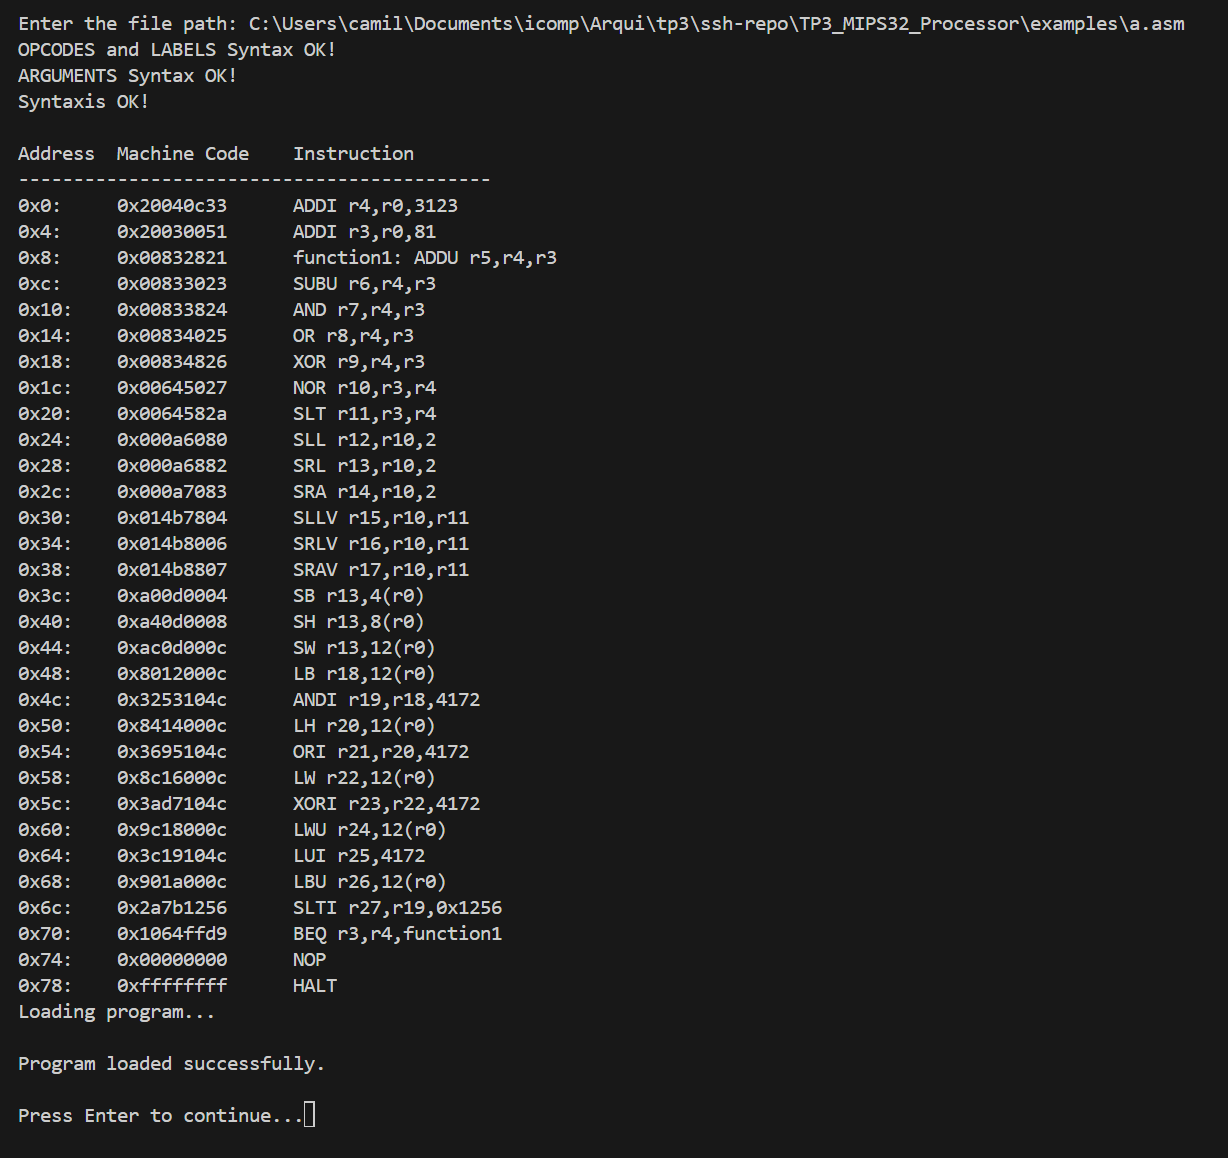 Enter the file path: C:\Users\camil\Documents\icomp\Arqui\tp3\ssh-repo\TP3_MIPS32_Processor\examples\a.asm
OPCODES and LABELS Syntax OK!
ARGUMENTS Syntax OK!
Syntaxis OK!
Address  Machine Code    Instruction
-------------------------------------------
0x0:     0x20040c33      ADDI r4,r0,3123
0x4:     0x20030051      ADDI r3,r0,81
0x8:     0x00832821      function1: ADDU r5,r4,r3
0xc:     0x00833023      SUBU r6,r4,r3
0x10:    0x00833824      AND r7,r4,r3
0x14:    0x00834025      OR r8,r4,r3
0x18:    0x00834826      XOR r9,r4,r3
0x1c:    0x00645027      NOR r10,r3,r4
0x20:    0x0064582a      SLT r11,r3,r4
0x24:    0x000a6080      SLL r12,r10,2
0x28:    0x000a6882      SRL r13,r10,2
0x2c:    0x000a7083      SRA r14,r10,2
0x30:    0x014b7804      SLLV r15,r10,r11
0x34:    0x014b8006      SRLV r16,r10,r11
0x38:    0x014b8807      SRAV r17,r10,r11
0x3c:    0xa00d0004      SB r13,4(r0)
0x40:    0xa40d0008      SH r13,8(r0)
0x44:    0xac0d000c      SW r13,12(r0)
0x48:    0x8012000c      LB r18,12(r0)
0x4c:    0x3253104c      ANDI r19,r18,4172
0x50:    0x8414000c      LH r20,12(r0)
0x54:    0x3695104c      ORI r21,r20,4172
0x58:    0x8c16000c      LW r22,12(r0)
0x5c:    0x3ad7104c      XORI r23,r22,4172
0x60:    0x9c18000c      LWU r24,12(r0)
0x64:    0x3c19104c      LUI r25,4172
0x68:    0x901a000c      LBU r26,12(r0)
0x6c:    0x2a7b1256      SLTI r27,r19,0x1256
0x70:    0x1064ffd9      BEQ r3,r4,function1
0x74:    0x00000000      NOP
0x78:    0xffffffff      HALT
Loading program...
Program loaded successfully.
Press Enter to continue...